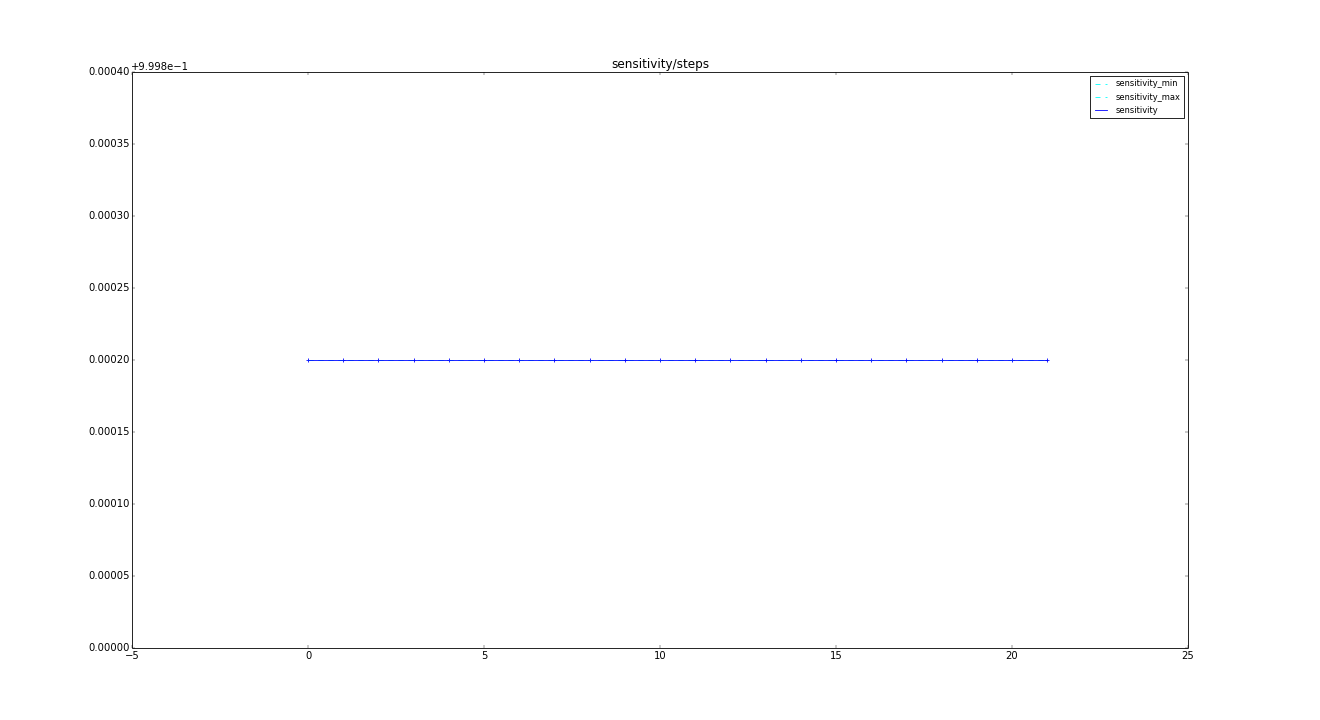 sensitivity/steps
+9.998e−1
0.00040
0.00035
0.00030
0.00025
0.00020
0.00015
0.00010
0.00005
0.00000
sensitivity_min
sensitivity_max
sensitivity
−5 0 5 10 15 20 25